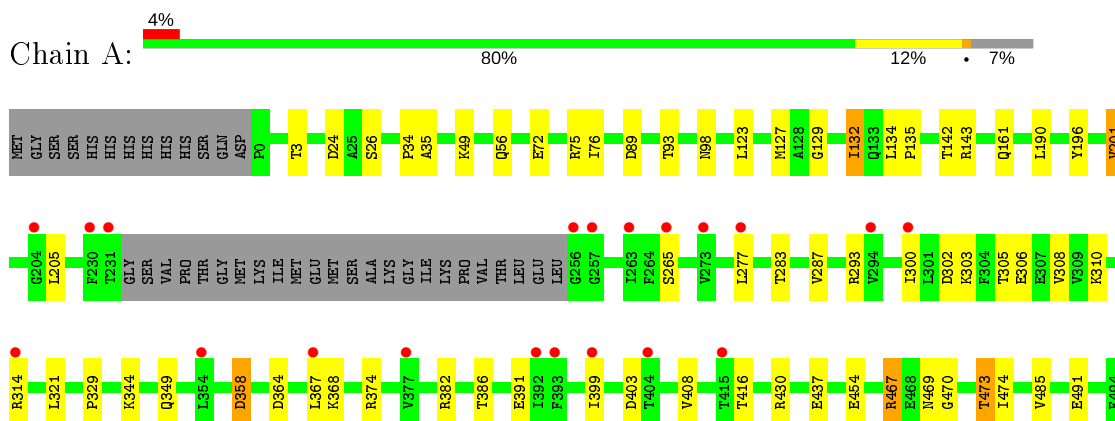 4%
Chain A:
80% 12% • 7%
MET GLY SER SER HIS HIS HIS HIS HIS HIS SER GLN ASP P0 T3 D24 A25 S26 P34 A35 K49 Q56 E72 R75 I76 D89 T93 N98 L123 M127 A128 G129 I132 Q133 L134 P135 T142 R143 Q161 L190 Y196
G204 L205 F230 T231 GLY SER VAL PRO THR GLY MET LYS ILE MET GLU MET SER ALA LYS GLY ILE LYS PRO VAL THR LEU GLU LEU G256 G257 I263 F264 S265 V273 L277 T283 V287 R293 V294 I300 L301 D302 K303 F304 T305 E306 E307 V308 V309 K310
R314 L321 P329 K344 Q349 L354 D358 D364 L367 K368 R374 V377 R382 T386 E391 I392 F393 I399 D403 T404 V408 T415 T416 R430 E437 E454 R467 E468 N469 G470 T473 I474 V485 E491